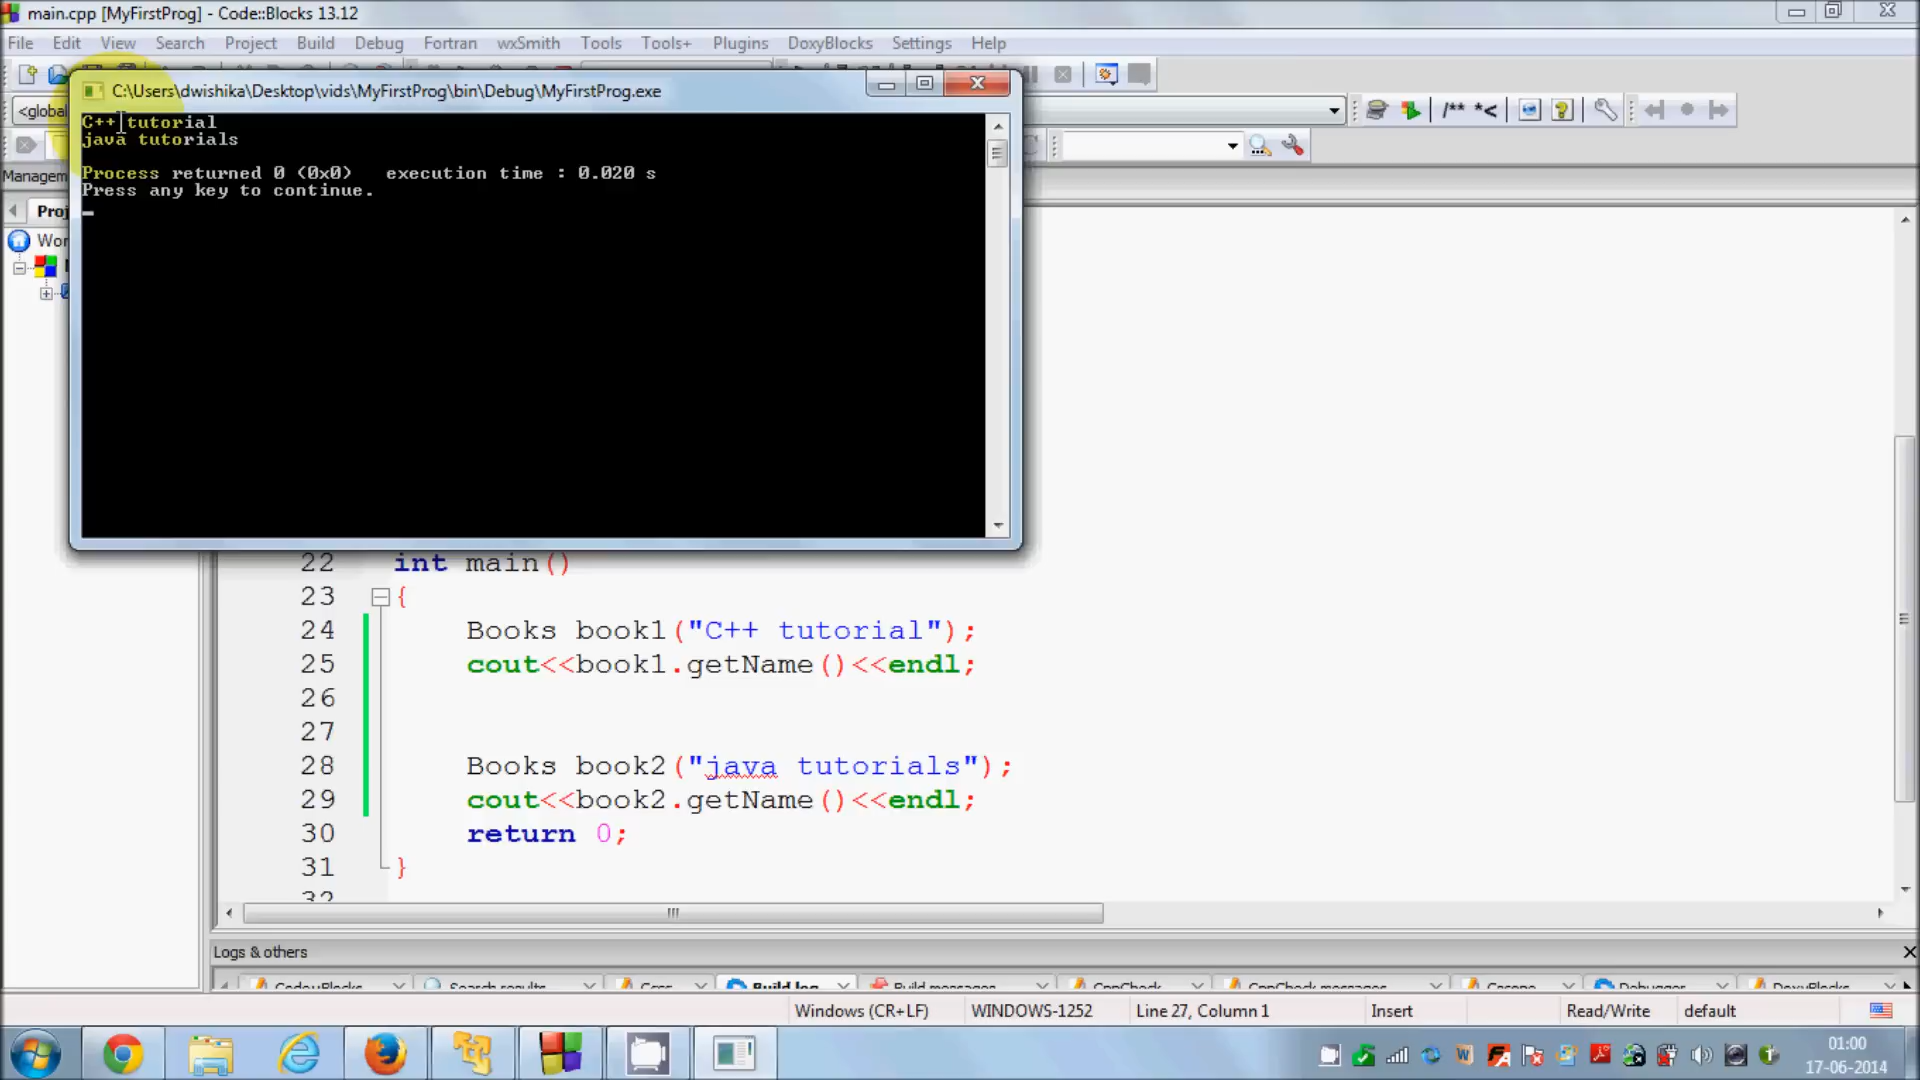 main.cpp [MyFirstProg] - Code::Blocks 13.12
File Edit View Search Project Build Debug Fortran wxSmith Tools Tools+ Plugins DoxyBlocks Settings Help
C:\Users\dwishika\Desktop\vids\MyFirstProg\bin\Debug\MyFirstProg.exe
<global
/** *<
C++ tutorial
java tutorials
Process returned 0 (0x0)   execution time : 0.020 s
Press any key to continue.
22 int main()
23 {
24 Books book1("C++ tutorial");
25 cout<<book1.getName()<<endl;
26
27
28 Books book2("java tutorials");
29 cout<<book2.getName()<<endl;
30 return 0;
31 }
32
Logs & others
Search results Build log Build messages CppCheck CppCheck messages Cscope Debugger DoxyBlocks
Windows (CR+LF) WINDOWS-1252 Line 27, Column 1 Insert Read/Write default
01:00
17-06-2014